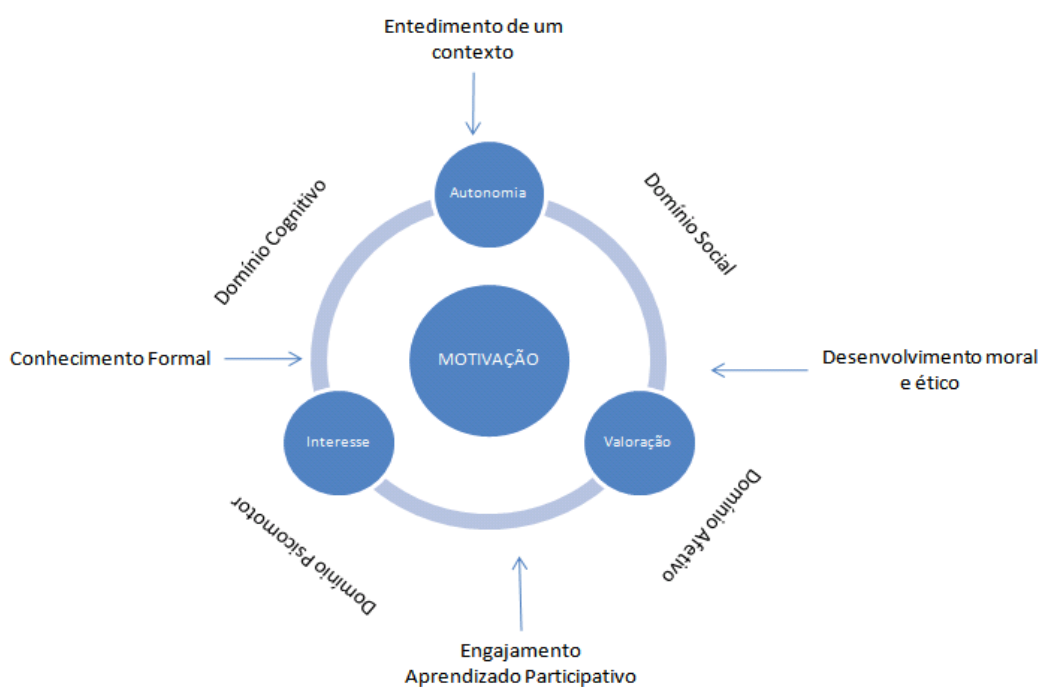 Entedimento de um
contexto
Autonomia
Domínio Cognitivo
Domínio Social
MOTIVAÇÃO
Conhecimento Formal
Desenvolvimento moral
e ético
Interesse
Valoração
Domínio Psicomotor
Domínio Afetivo
Engajamento
Aprendizado Participativo